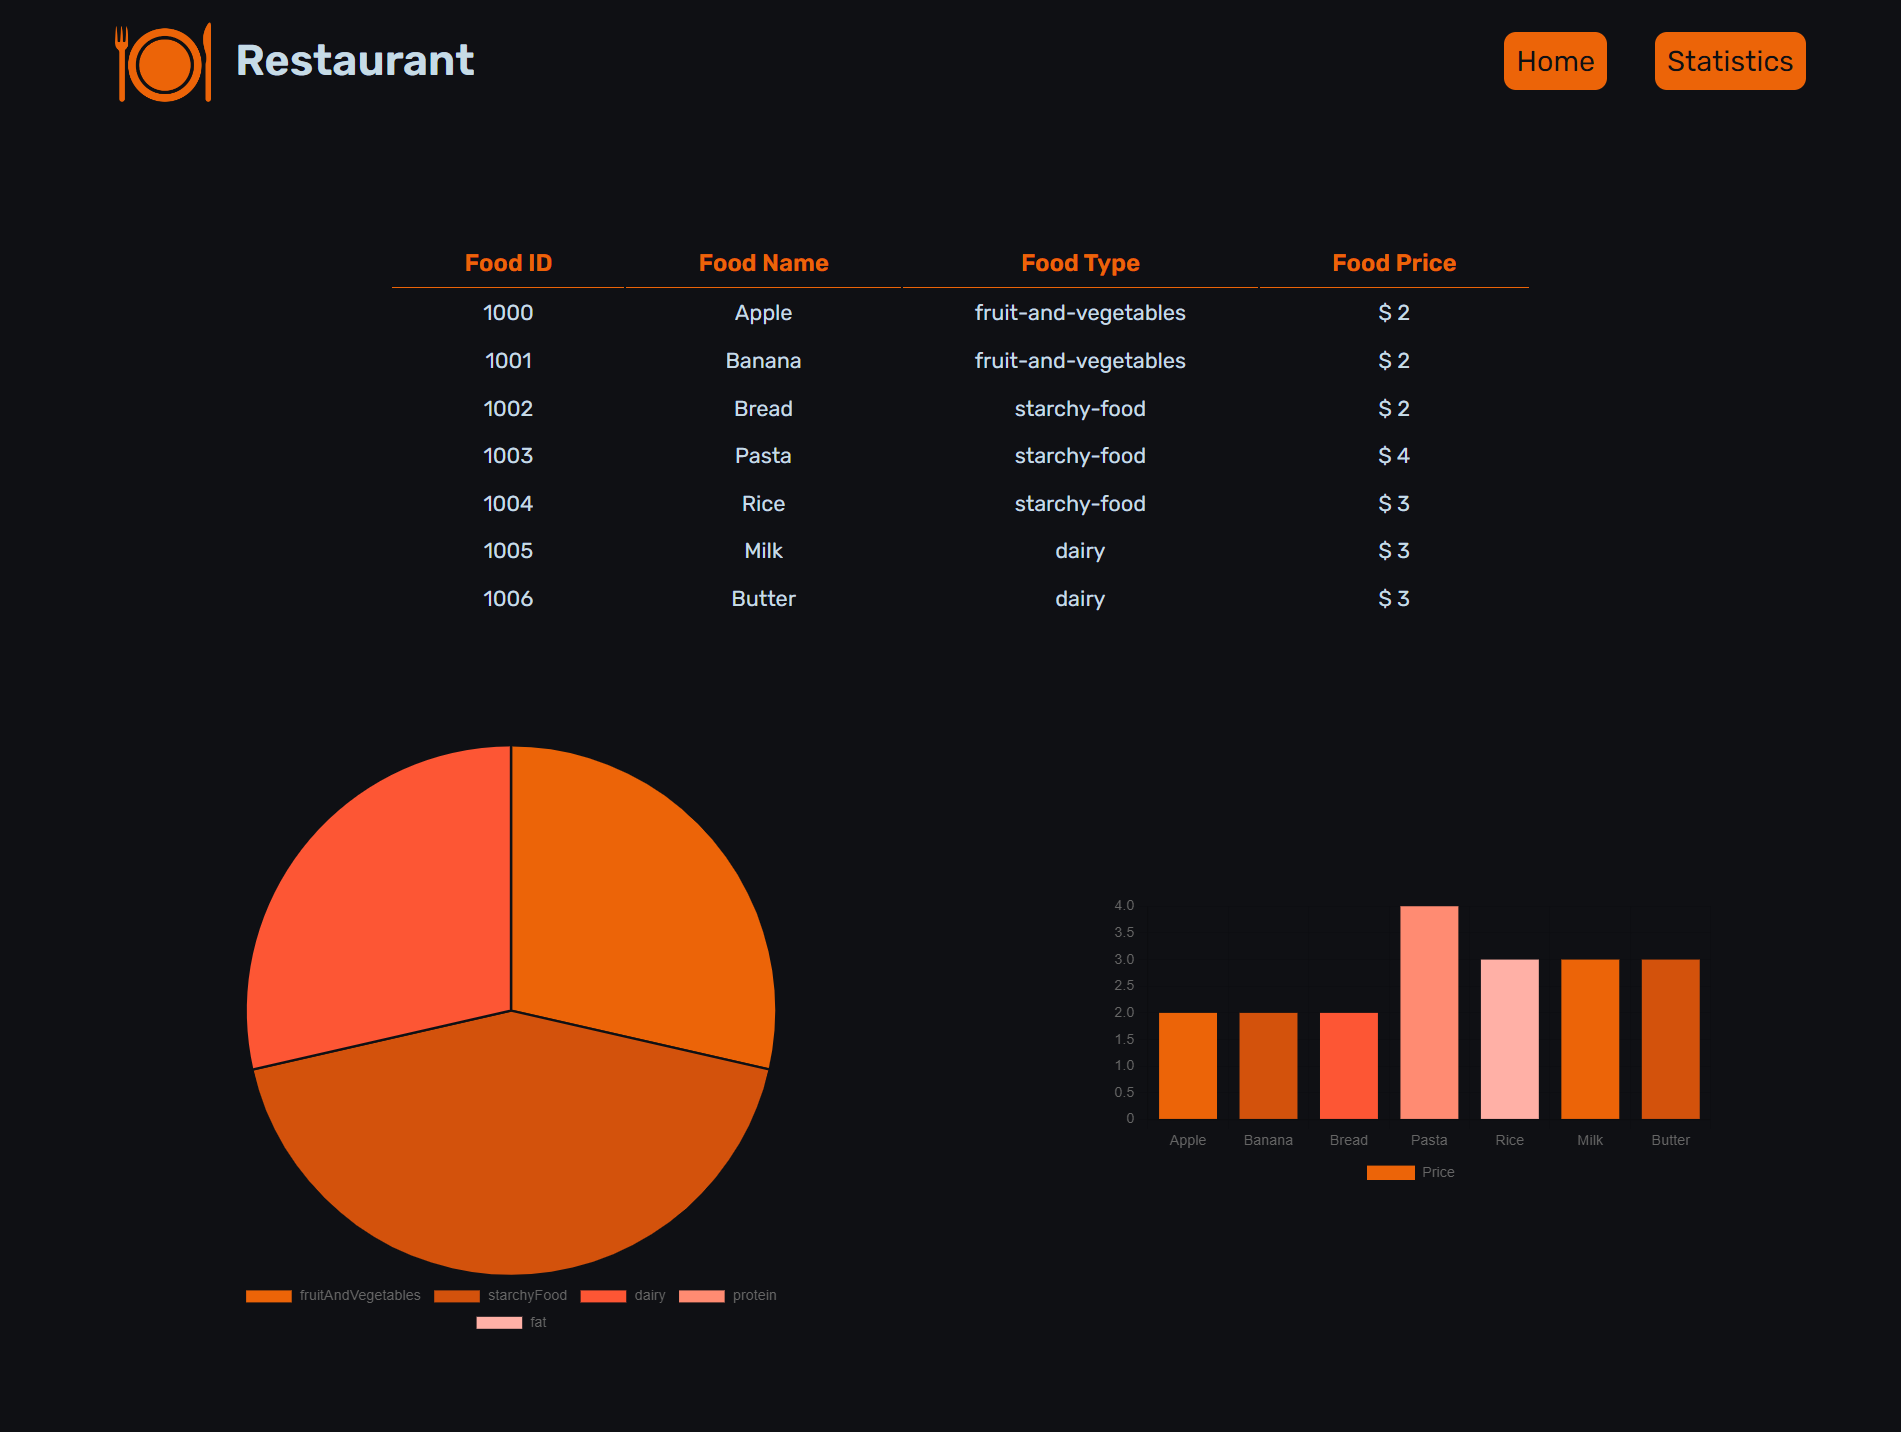 Restaurant
Home Statistics
Food ID Food Name Food Type Food Price
1000 Apple fruit-and-vegetables $ 2
1001 Banana fruit-and-vegetables $ 2
1002 Bread starchy-food $ 2
1003 Pasta starchy-food $ 4
1004 Rice starchy-food $ 3
1005 Milk dairy $ 3
1006 Butter dairy $ 3
fruitAndVegetables starchyFood dairy protein
fat
4.0
3.5
3.0
2.5
2.0
1.5
1.0
0.5
0
Apple Banana Bread Pasta Rice Milk Butter
Price